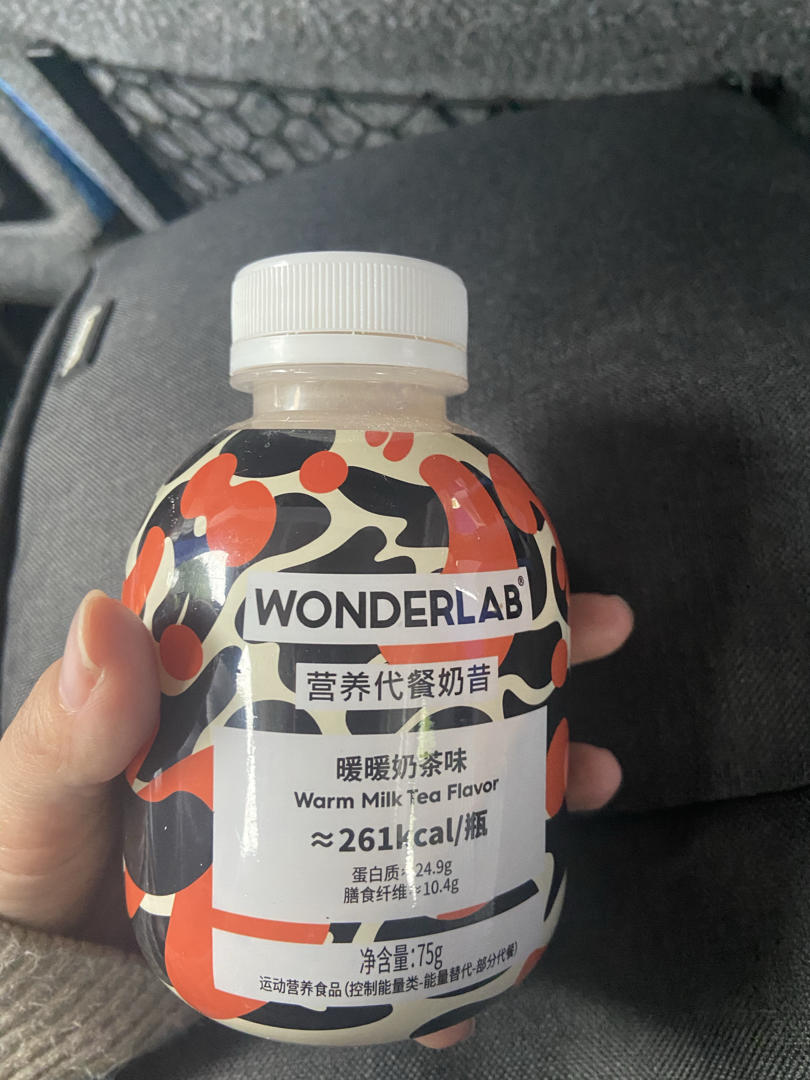 WONDERLAB®
营养代餐奶昔
暖暖奶茶味
Warm Milk Tea Flavor
≈261kcal/瓶
蛋白质≈24.9g
膳食纤维≈10.4g
净含量:75g
运动营养食品(控制能量类-能量替代-部分代餐)